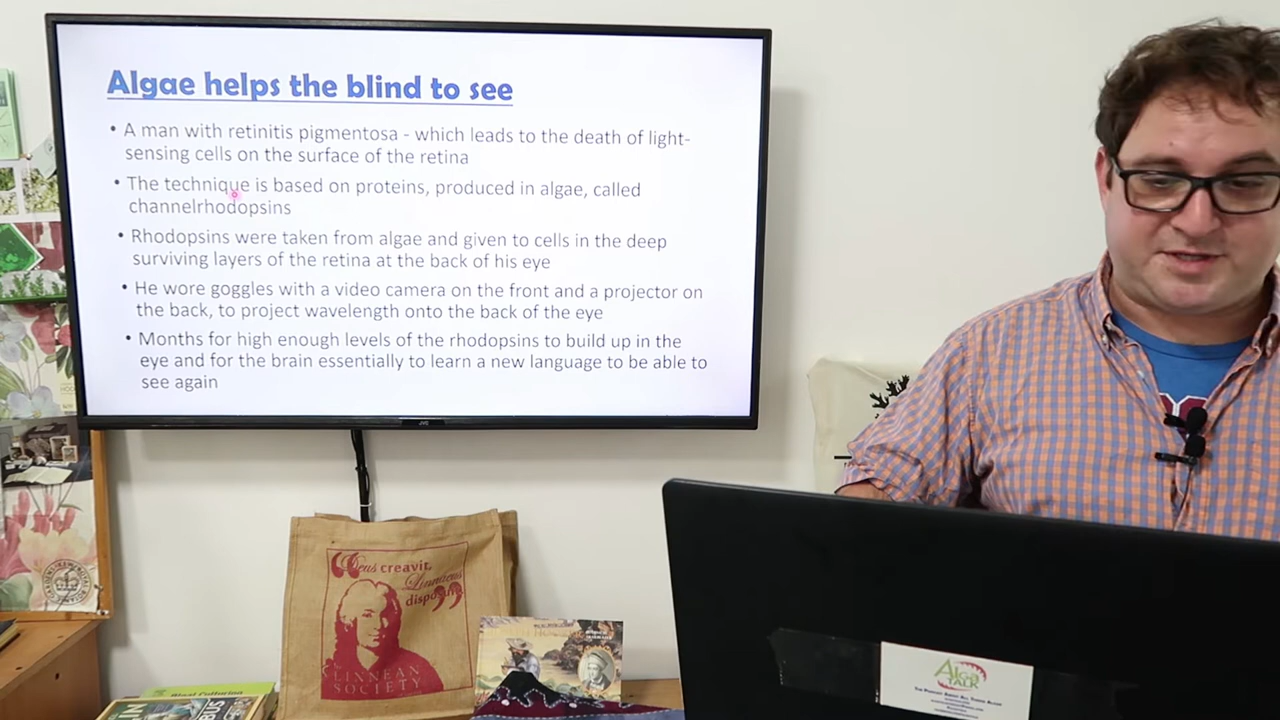 Algae helps the blind to see
• A man with retinitis pigmentosa - which leads to the death of light-
sensing cells on the surface of the retina
• The technique is based on proteins, produced in algae, called
channelrhodopsins
• Rhodopsins were taken from algae and given to cells in the deep
surviving layers of the retina at the back of his eye
• He wore goggles with a video camera on the front and a projector on
the back, to project wavelength onto the back of the eye
• Months for high enough levels of the rhodopsins to build up in the
eye and for the brain essentially to learn a new language to be able to
see again
JVC
Deus creavit,
Linnaeus
disposuit
LINNEAN
SOCIETY